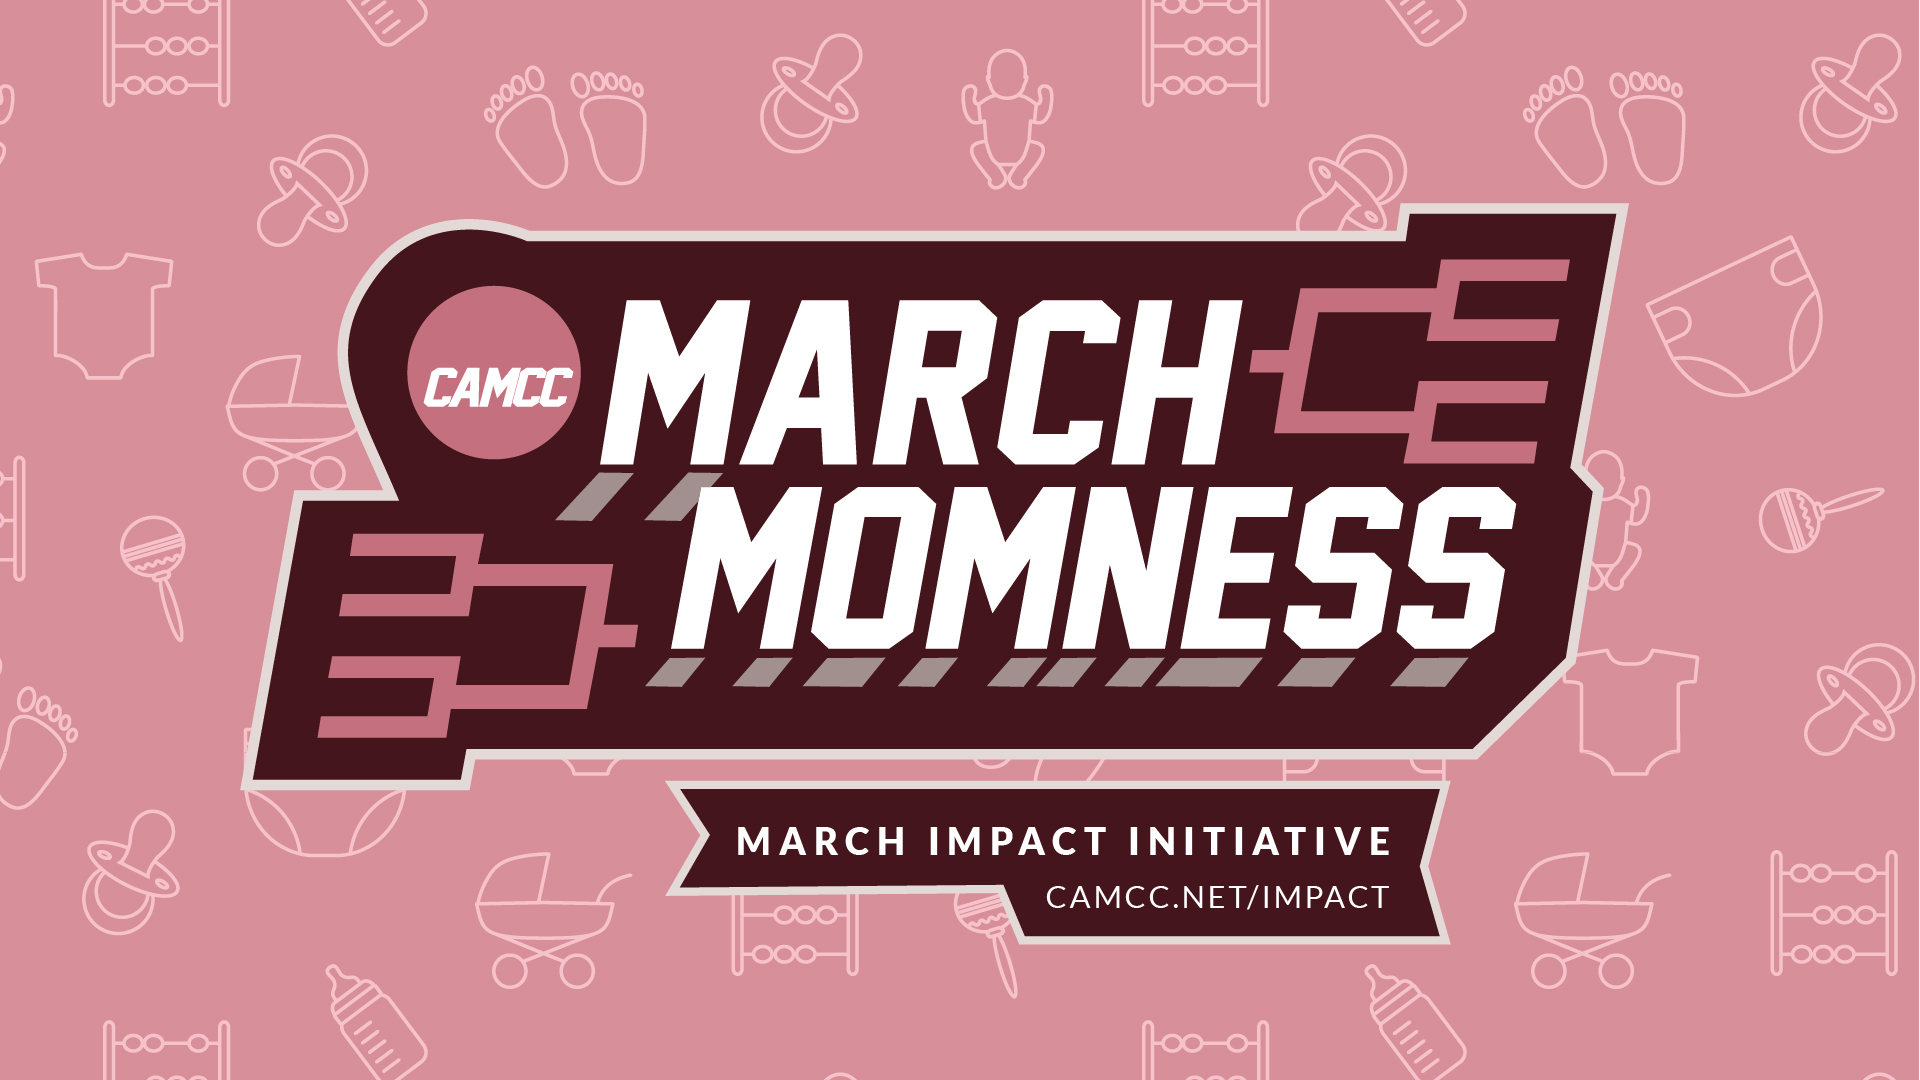 CAMCC
MARCH
MOMNESS
MARCH IMPACT INITIATIVE
CAMCC.NET/IMPACT